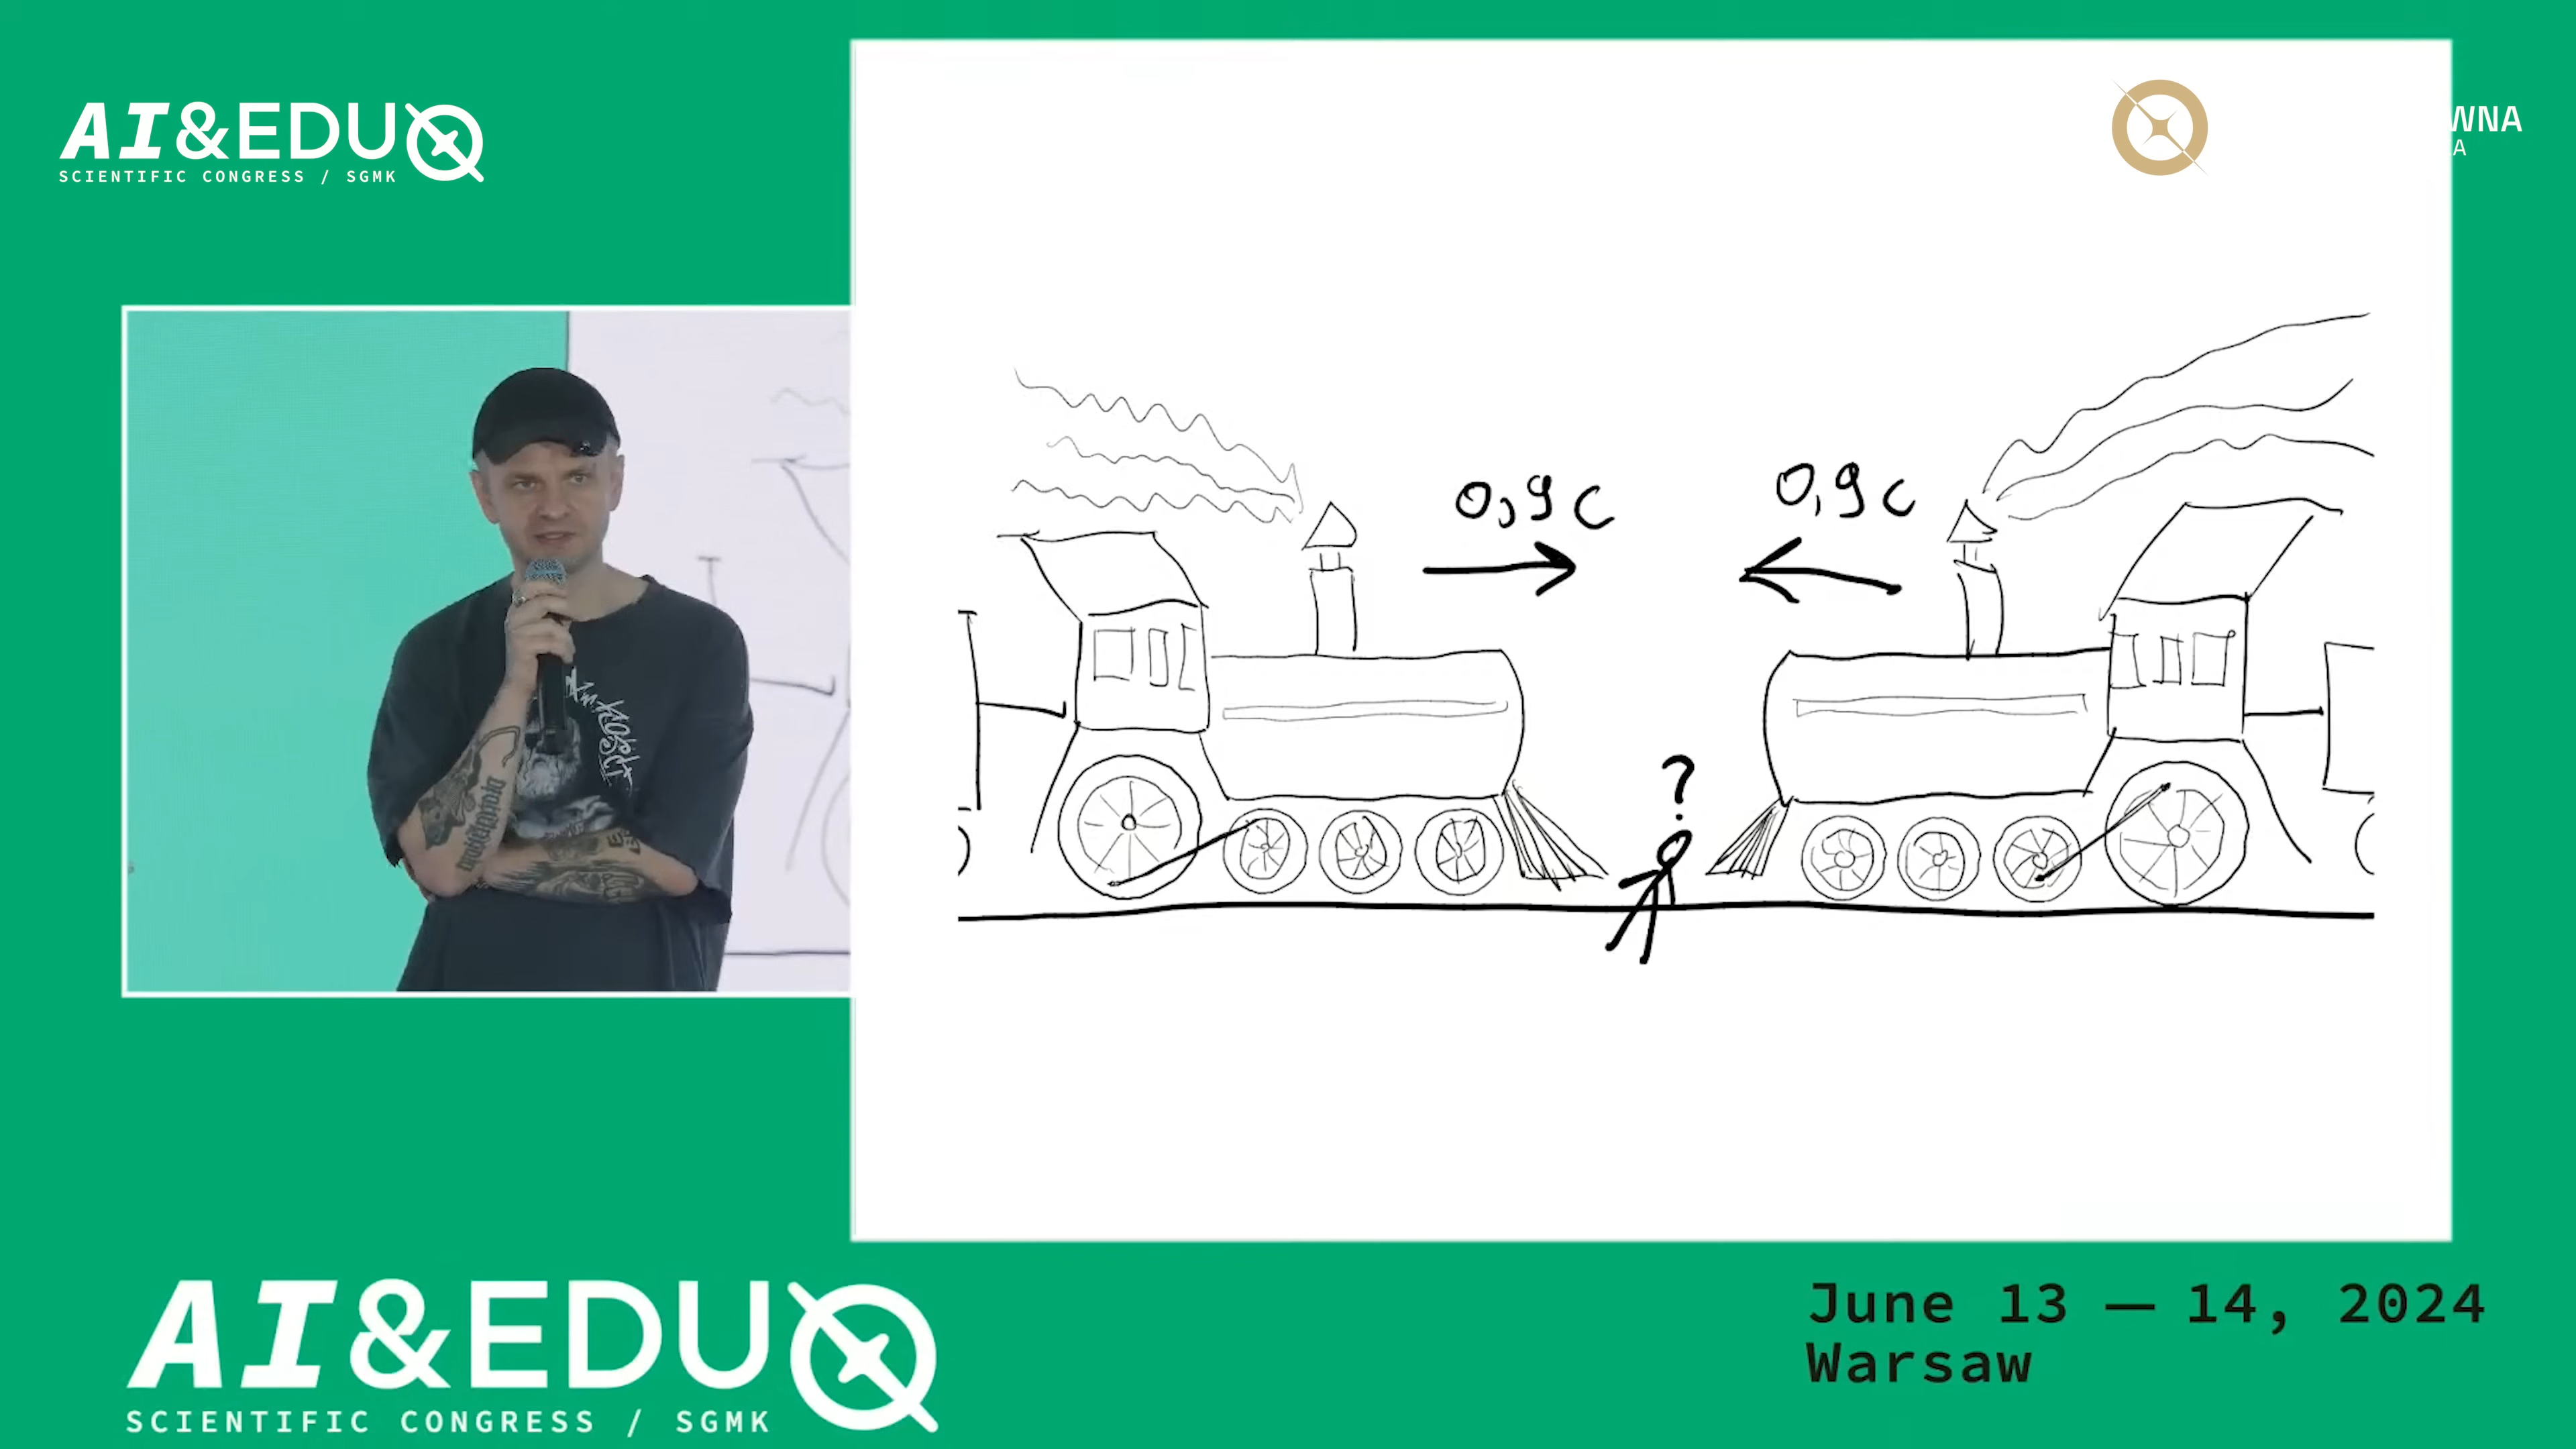 AI&EDU
SCIENTIFIC CONGRESS / SGMK
WNA
A
0,9c
0,9c
?
AI&EDU
SCIENTIFIC CONGRESS / SGMK
June 13 — 14, 2024
Warsaw